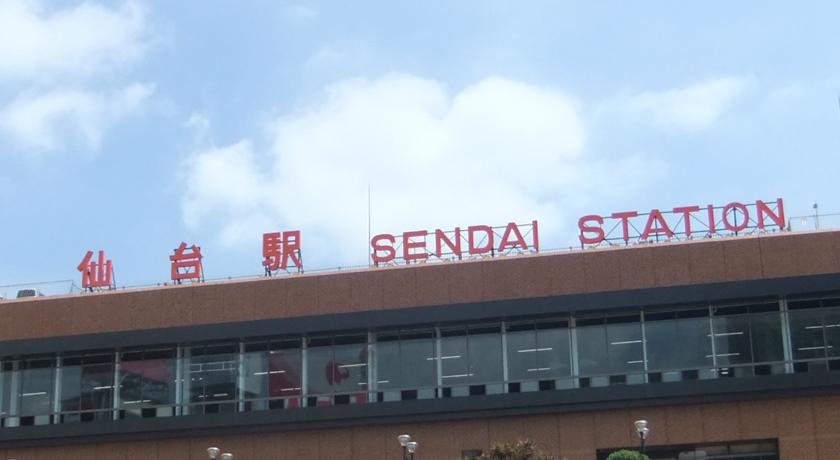 仙台駅 SENDAI STATION